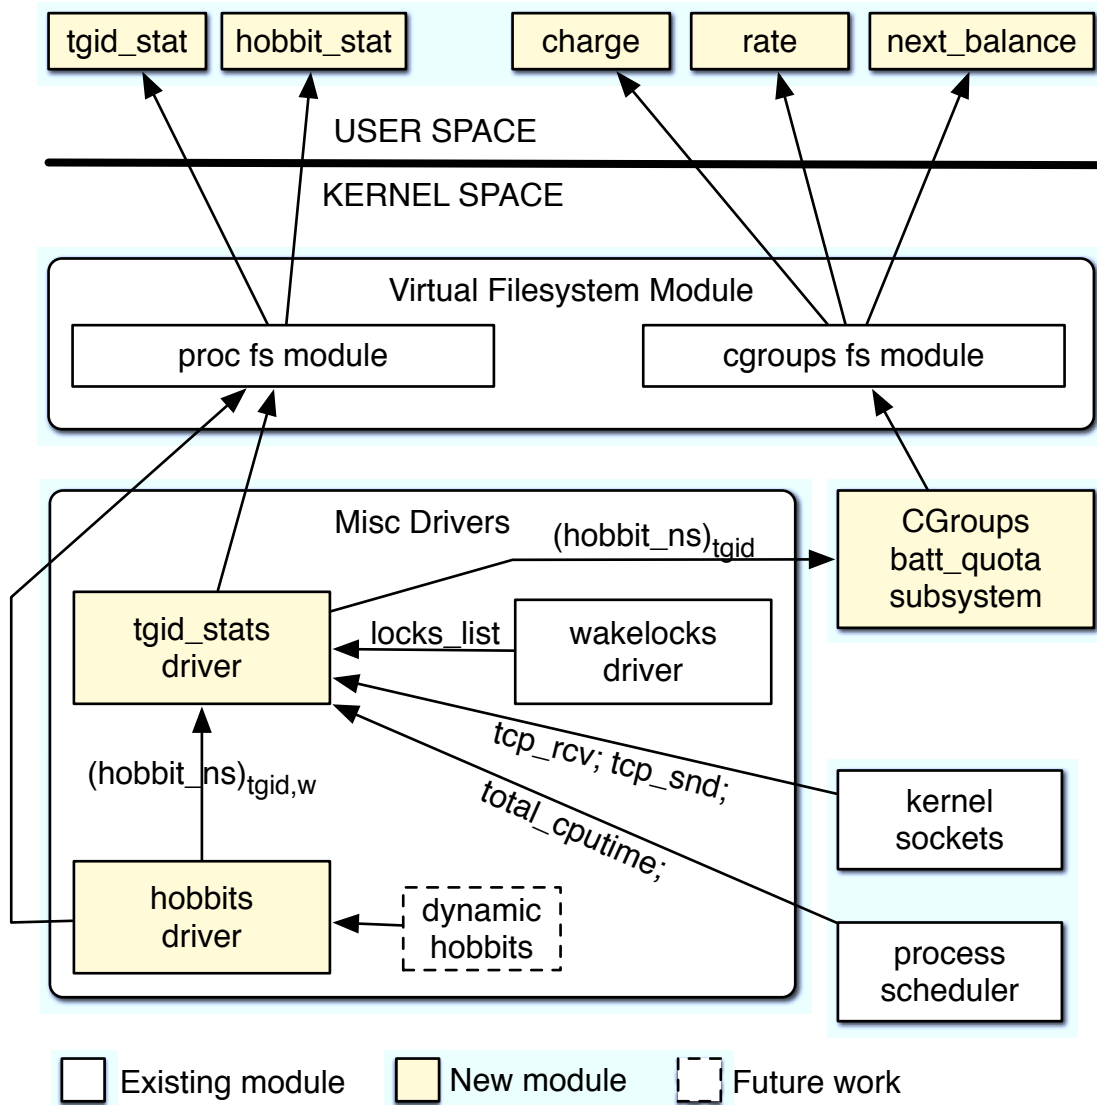 tgid_stat
hobbit_stat
charge
rate
next_balance
USER SPACE
KERNEL SPACE
Virtual Filesystem Module
proc fs module
cgroups fs module
Misc Drivers
(hobbit_ns)tgid
CGroups
batt_quota
subsystem
tgid_stats
driver
locks_list
wakelocks
driver
tcp_rcv; tcp_snd;
(hobbit_ns)tgid,w
total_cputime;
kernel
sockets
hobbits
driver
dynamic
hobbits
process
scheduler
Existing module
New module
Future work